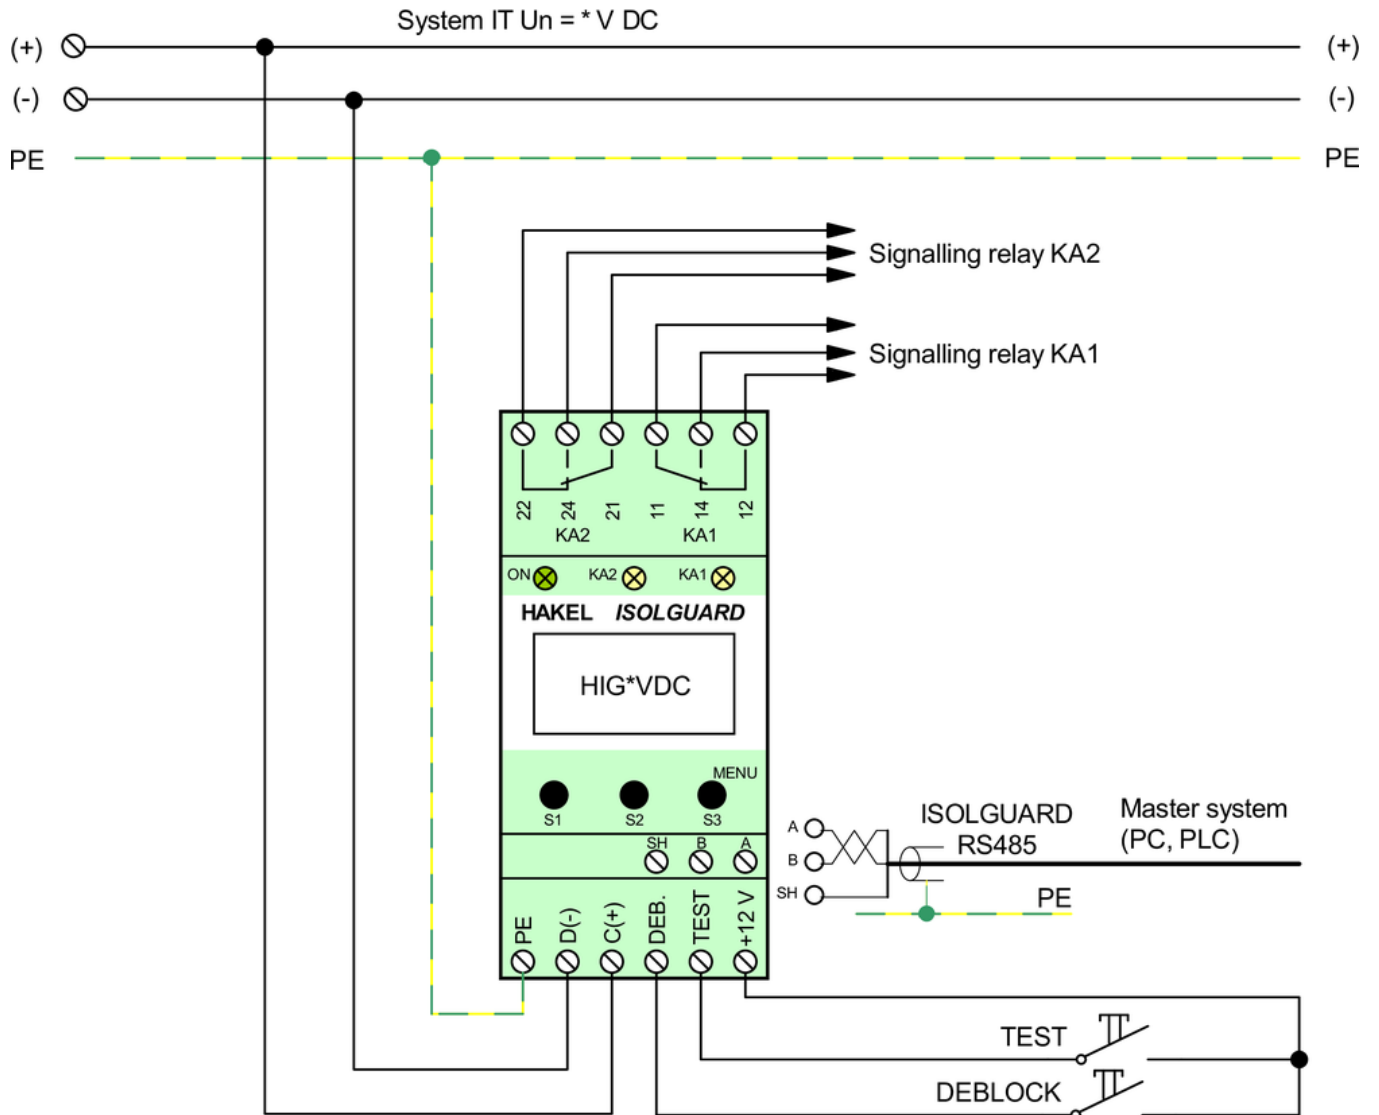 System IT Un = * V DC
(+) (+)
(-) (-)
PE PE
Signalling relay KA2
Signalling relay KA1
22 24 21 11 14 12
KA2 KA1
ON KA2 KA1
HAKEL ISOLGUARD
HIG*VDC
MENU
S1 S2 S3
SH B A
PE D(-) C(+) DEB. TEST +12 V
A
B
SH
ISOLGUARD
RS485
Master system
(PC, PLC)
PE
TEST
DEBLOCK